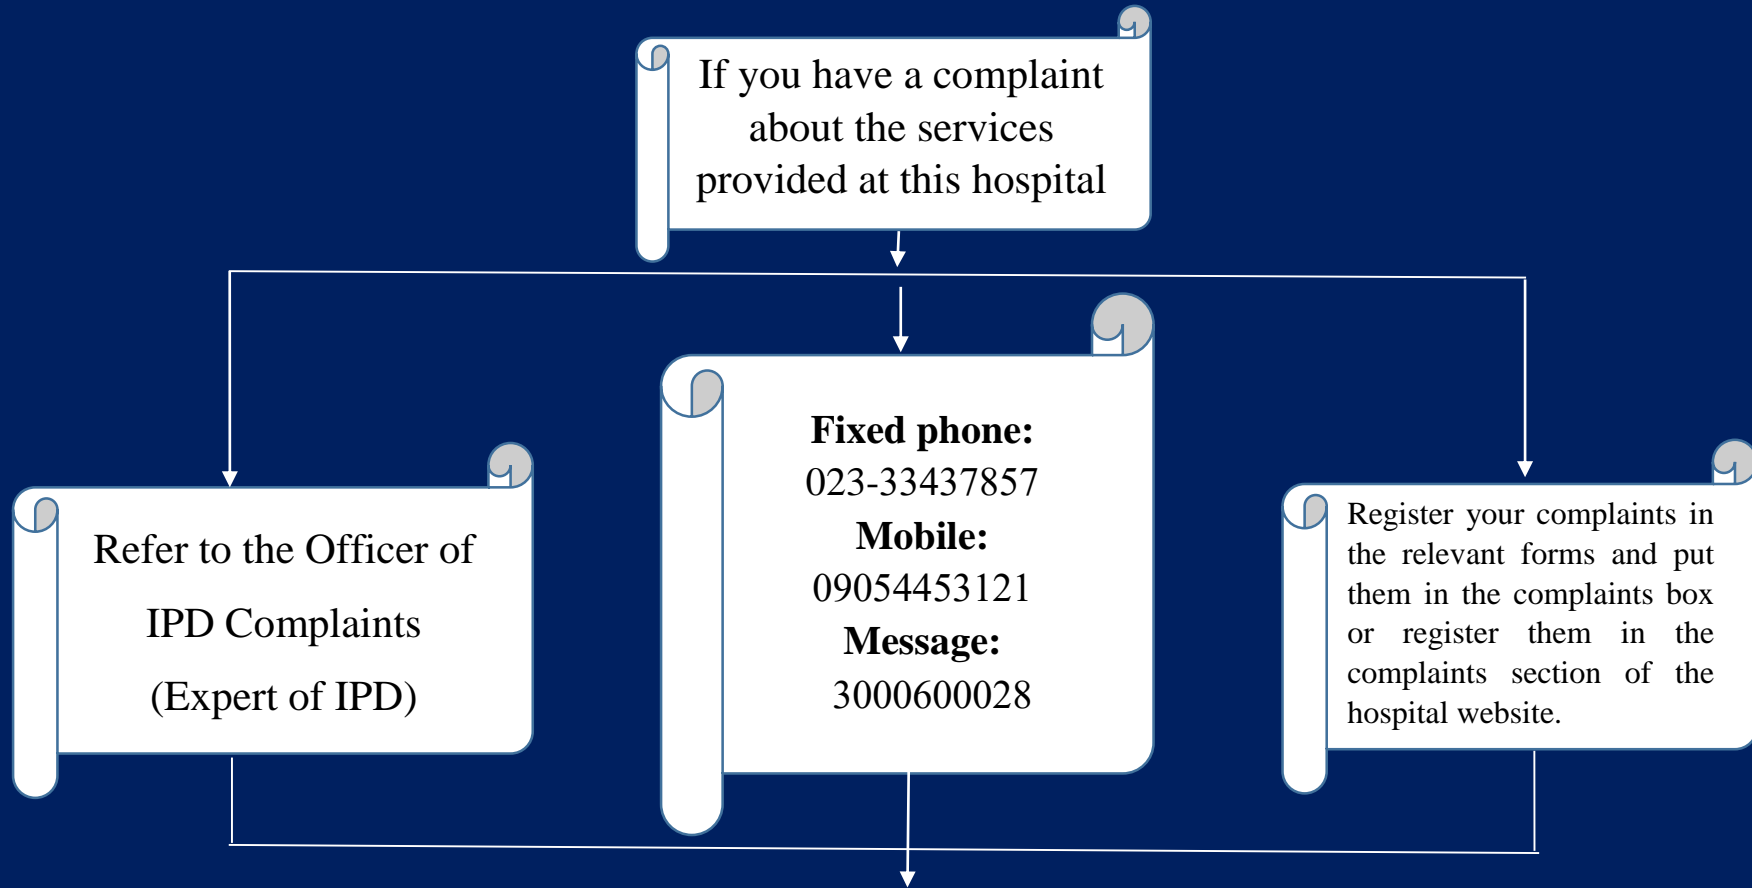 If you have a complaint
about the services
provided at this hospital
Refer to the Officer of
IPD Complaints
(Expert of IPD)
Fixed phone:
023-33437857
Mobile:
09054453121
Message:
3000600028
Register your complaints in
the relevant forms and put
them in the complaints box
or register them in the
complaints section of the
hospital website.